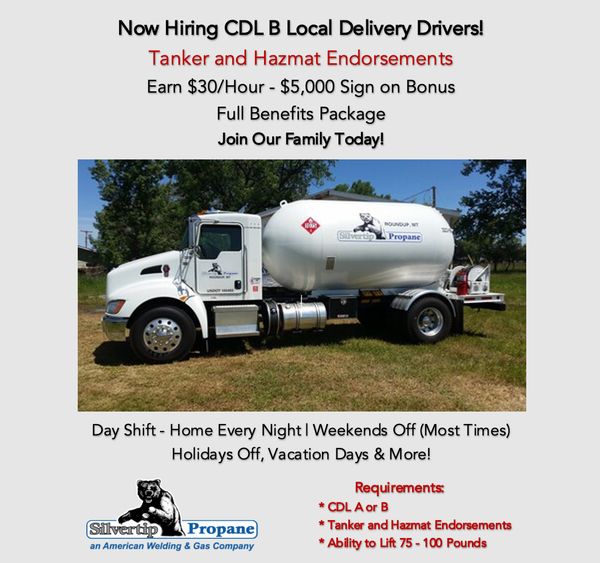 Now Hiring CDL B Local Delivery Drivers!
Tanker and Hazmat Endorsements
Earn $30/Hour - $5,000 Sign on Bonus
Full Benefits Package
Join Our Family Today!
ROUNDUP, MT
Silvertip Propane
Silvertip Propane
ROUNDUP, MT
Day Shift - Home Every Night | Weekends Off (Most Times)
Holidays Off, Vacation Days & More!
Silvertip Propane
an American Welding & Gas Company
Requirements:
* CDL A or B
* Tanker and Hazmat Endorsements
* Ability to Lift 75 - 100 Pounds